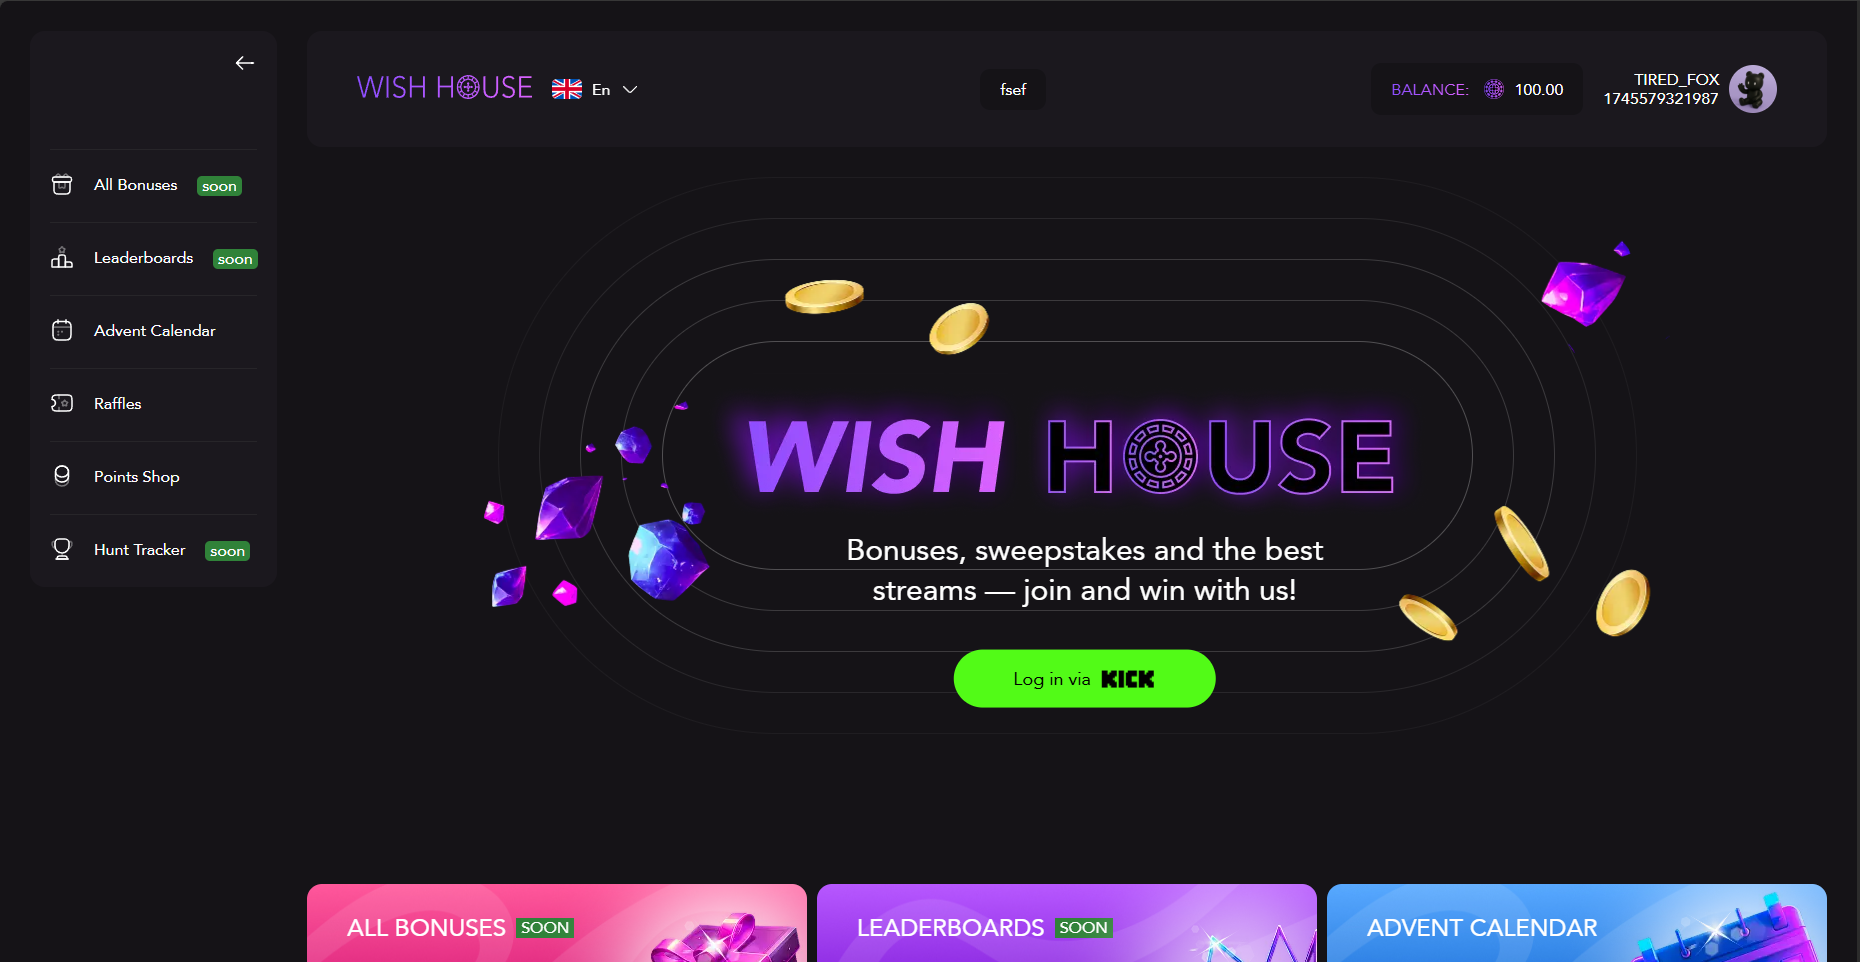 WISH HOUSE
En
fsef
BALANCE: 100.00
TIRED_FOX
1745579321987
All Bonuses soon
Leaderboards soon
Advent Calendar
Raffles
Points Shop
Hunt Tracker soon
WISH HOUSE
Bonuses, sweepstakes and the best
streams — join and win with us!
Log in via KICK
ALL BONUSES SOON
LEADERBOARDS SOON
ADVENT CALENDAR